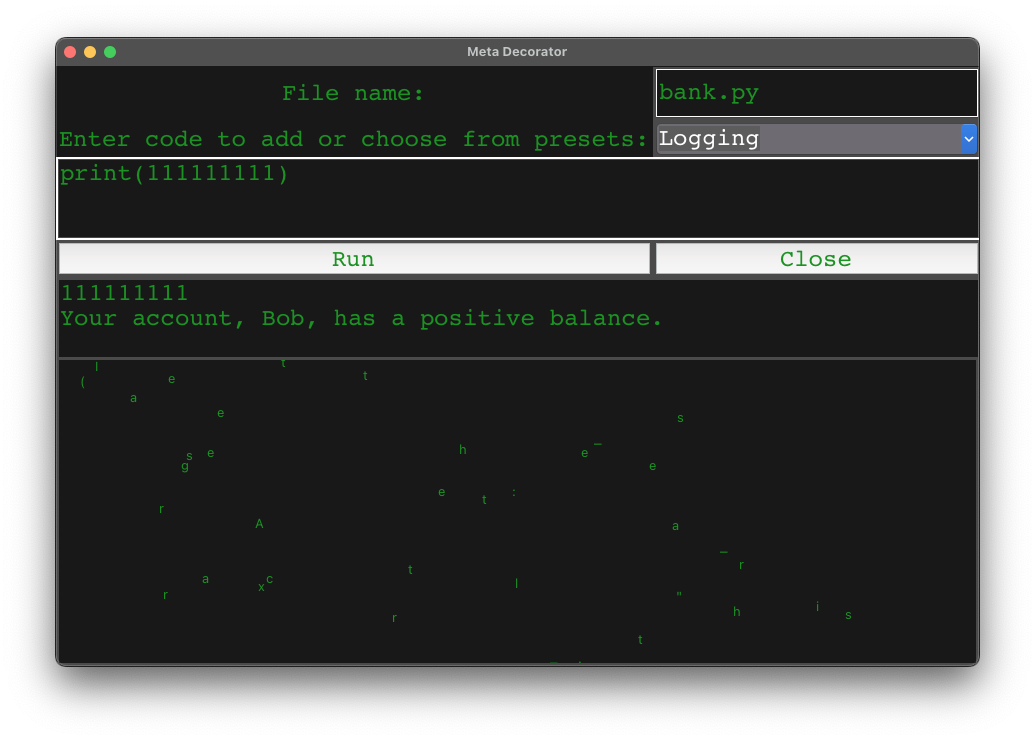 Meta Decorator
File name:
bank.py
Enter code to add or choose from presets:
Logging
print(111111111)
Run
Close
111111111
Your account, Bob, has a positive balance.
l
t
(
e
t
a
e
s
_
h
s
e
e
g
e
e
t
:
r
A
a
_
r
t
a
c
x
l
r
"
i
h
s
r
t